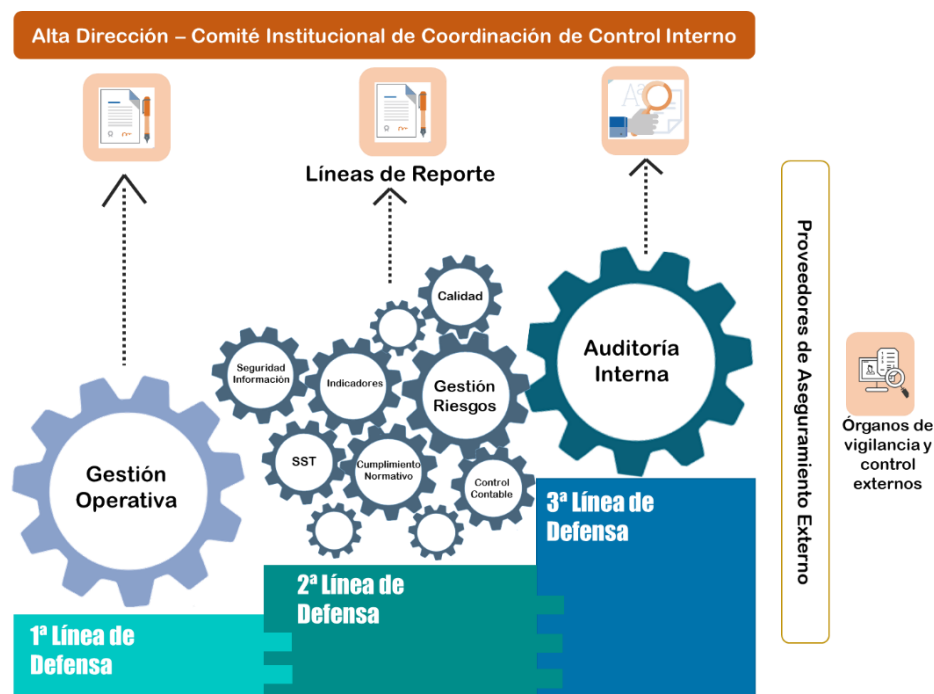 Alta Dirección – Comité Institucional de Coordinación de Control Interno
Líneas de Reporte
Gestión
Operativa
Seguridad
Información
Indicadores
Calidad
Gestión
Riesgos
SST
Cumplimiento
Normativo
Control
Contable
Auditoría
Interna
1ª Línea de
Defensa
2ª Línea de
Defensa
3ª Línea de
Defensa
Proveedores de Aseguramiento Externo
Órganos de
vigilancia y
control
externos